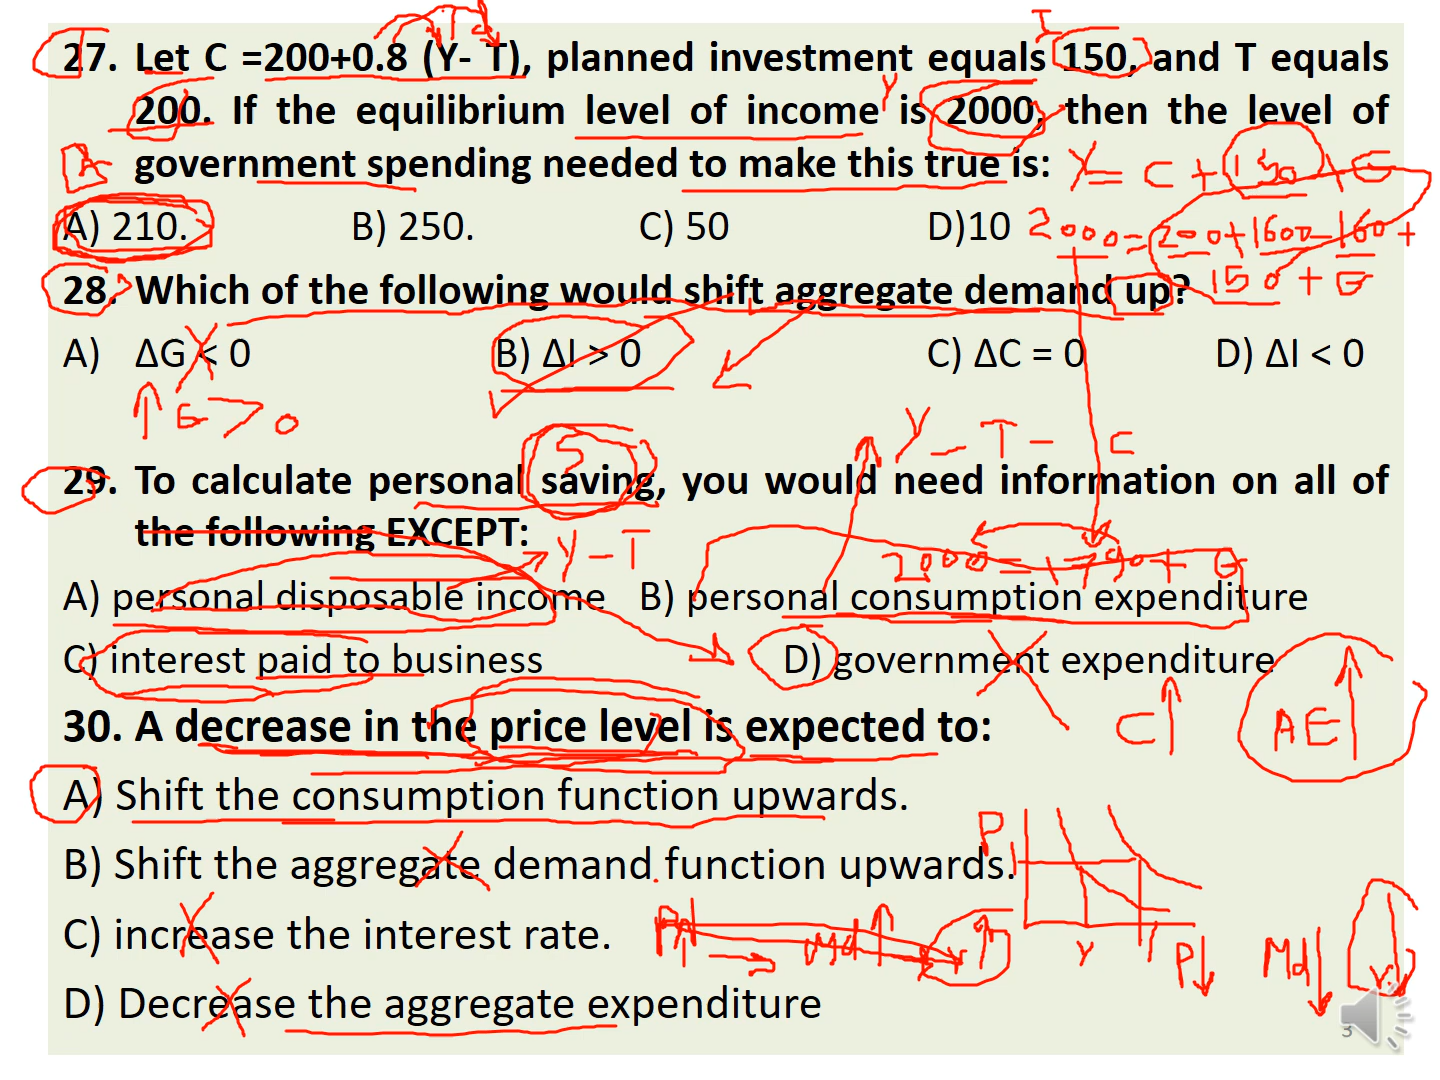 27. Let C =200+0.8 (Y- T), planned investment equals 150, and T equals
200. If the equilibrium level of income is 2000, then the level of
government spending needed to make this true is:
A) 210. B) 250. C) 50 D)10
28. Which of the following would shift aggregate demand up?
A) ΔG < 0 B) ΔI > 0 C) ΔC = 0 D) ΔI < 0
29. To calculate personal saving, you would need information on all of
the following EXCEPT:
A) personal disposable income B) personal consumption expenditure
C) interest paid to business D) government expenditure
30. A decrease in the price level is expected to:
A) Shift the consumption function upwards.
B) Shift the aggregate demand function upwards.
C) increase the interest rate.
D) Decrease the aggregate expenditure
I
Y
Y = C + 150 + G
2000 = 200 + 1600 - 160 +
150 + G
G > 0
Y - T - C
Y - T
2000 = 1790 + G
C
AE
P
Y
Md
P
Md
3